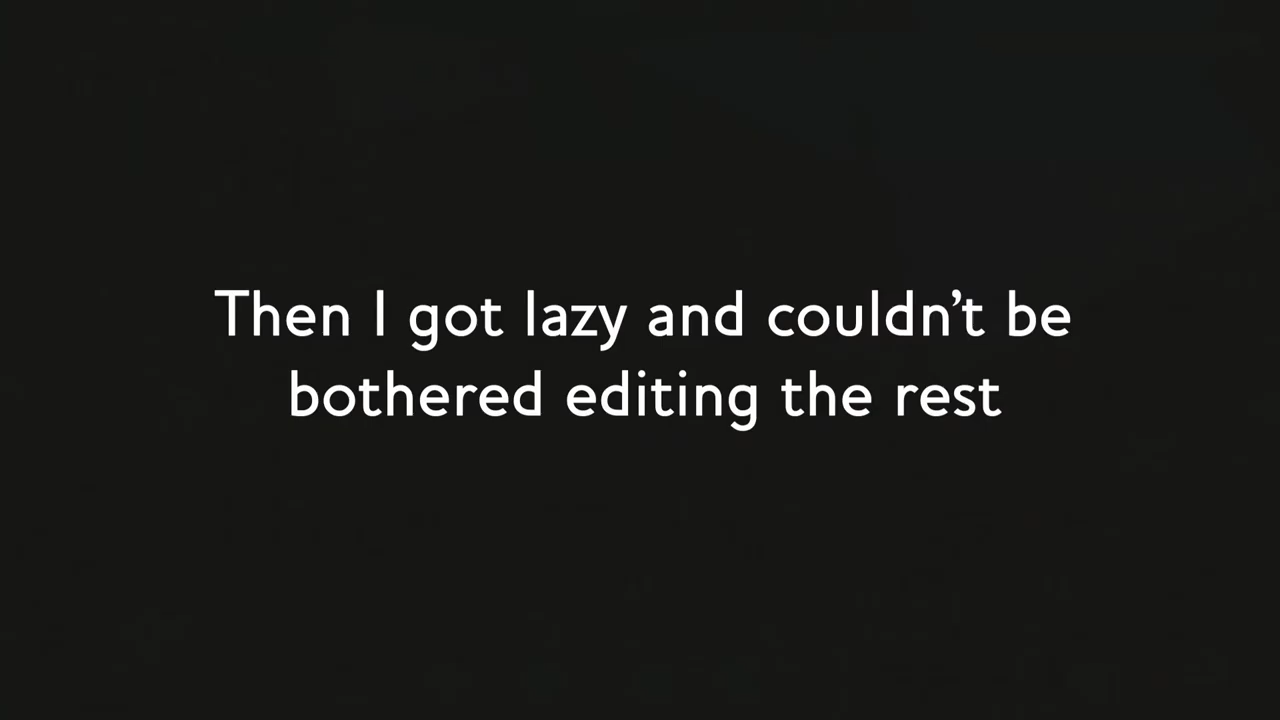 Then I got lazy and couldn’t be
bothered editing the rest